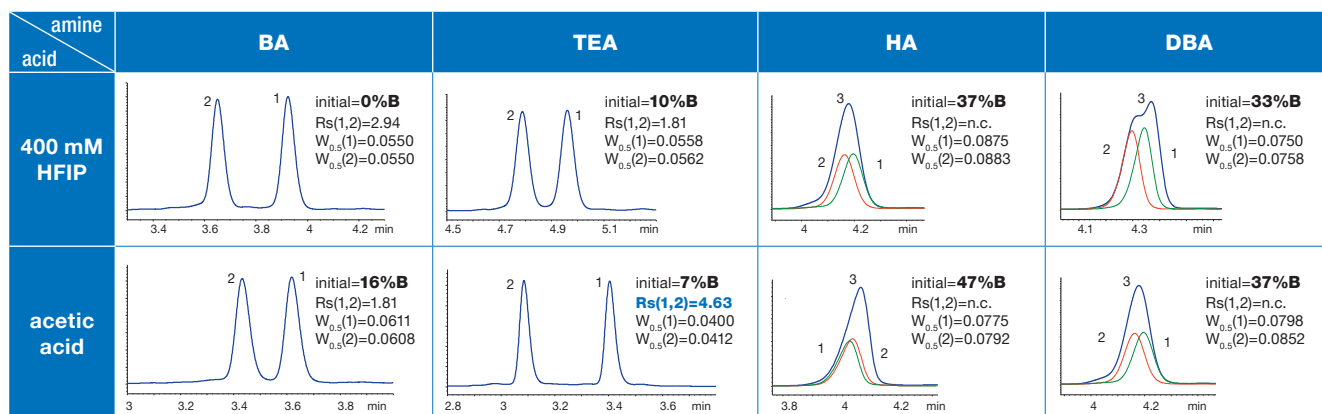 amine
acid
BA
TEA
HA
DBA
400 mM
HFIP
2
1
initial=0%B
Rs(1,2)=2.94
W0.5(1)=0.0550
W0.5(2)=0.0550
3.4 3.6 3.8 4 4.2 min
2
1
initial=10%B
Rs(1,2)=1.81
W0.5(1)=0.0558
W0.5(2)=0.0562
4.5 4.7 4.9 5.1 min
3
2
1
initial=37%B
Rs(1,2)=n.c.
W0.5(1)=0.0875
W0.5(2)=0.0883
4 4.2 min
3
2
1
initial=33%B
Rs(1,2)=n.c.
W0.5(1)=0.0750
W0.5(2)=0.0758
4.1 4.3 min
acetic
acid
2
1
initial=16%B
Rs(1,2)=1.81
W0.5(1)=0.0611
W0.5(2)=0.0608
3 3.2 3.4 3.6 3.8 min
2
1
initial=7%B
Rs(1,2)=4.63
W0.5(1)=0.0400
W0.5(2)=0.0412
2.8 3 3.2 3.4 3.6 min
3
1
2
initial=47%B
Rs(1,2)=n.c.
W0.5(1)=0.0775
W0.5(2)=0.0792
3.8 4 4.2 min
3
2
1
initial=37%B
Rs(1,2)=n.c.
W0.5(1)=0.0798
W0.5(2)=0.0852
4 4.2 min